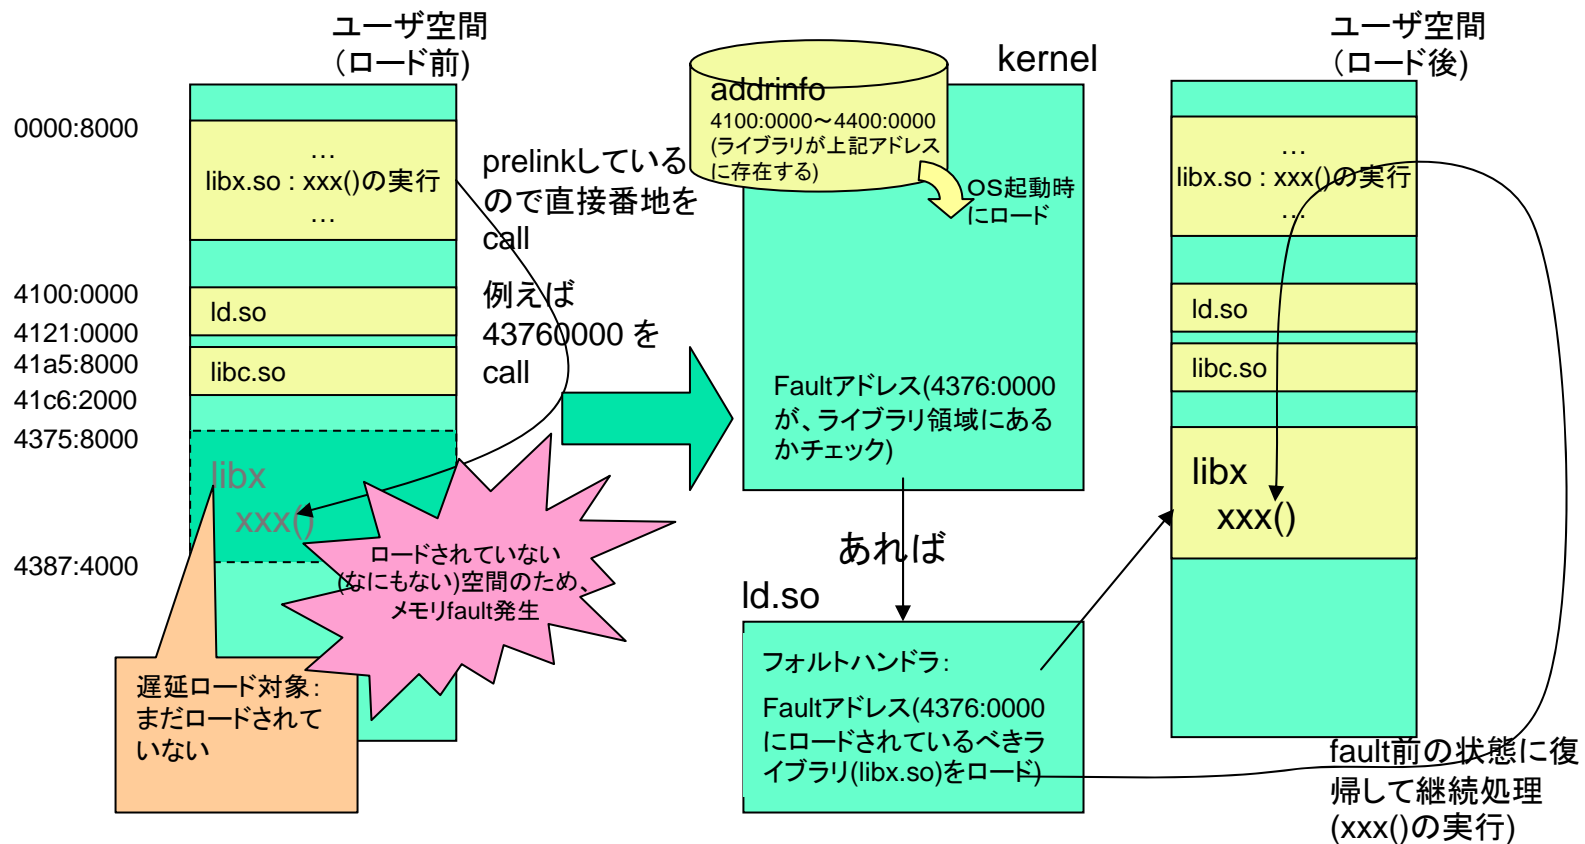 ユーザ空間
（ロード前)
0000:8000
…
libx.so : xxx()の実行
…
4100:0000
ld.so
4121:0000
41a5:8000
libc.so
41c6:2000
4375:8000
libx
xxx()
4387:4000
遅延ロード対象:
まだロードされて
いない
prelinkしている
ので直接番地を
call
例えば
43760000 を
call
ロードされていない
(なにもない)空間のため、
メモリfault発生
kernel
addrinfo
4100:0000～4400:0000
(ライブラリが上記アドレス
に存在する)
OS起動時
にロード
Faultアドレス(4376:0000
が、ライブラリ領域にある
かチェック)
あれば
ld.so
フォルトハンドラ:
Faultアドレス(4376:0000
にロードされているべきラ
イブラリ(libx.so)をロード)
ユーザ空間
（ロード後)
…
libx.so : xxx()の実行
…
ld.so
libc.so
libx
xxx()
fault前の状態に復
帰して継続処理
(xxx()の実行)